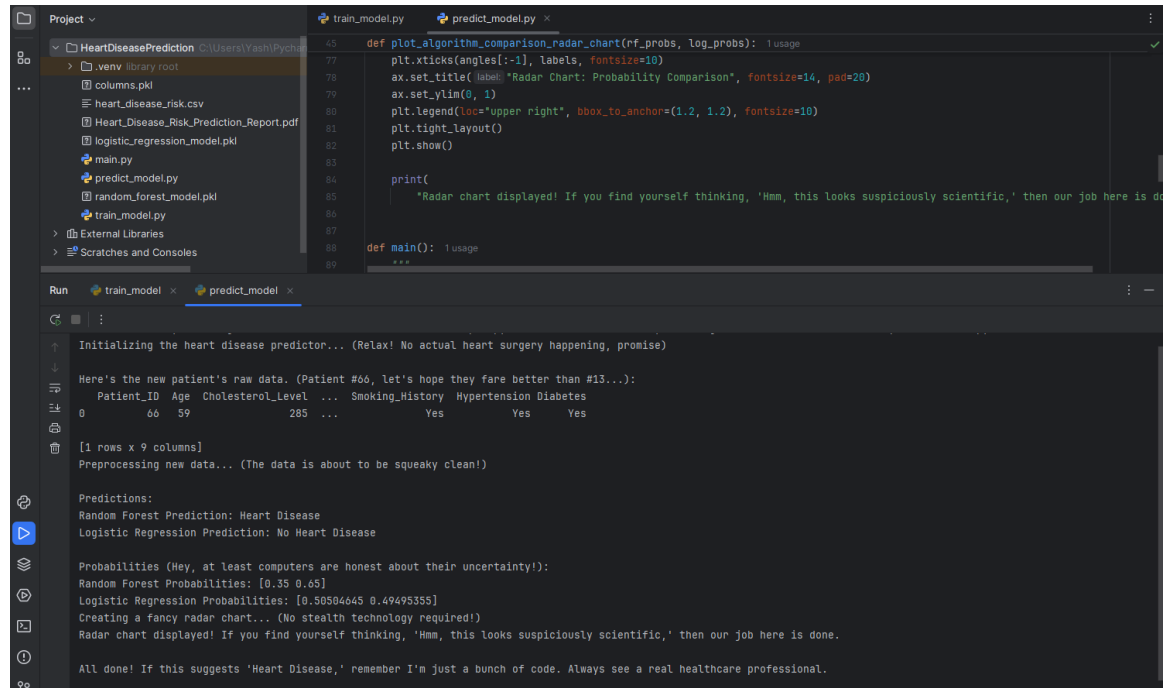 Project
train_model.py
predict_model.py
HeartDiseasePrediction C:\Users\Yash\Pychar
.venv library root
columns.pkl
heart_disease_risk.csv
Heart_Disease_Risk_Prediction_Report.pdf
logistic_regression_model.pkl
main.py
predict_model.py
random_forest_model.pkl
train_model.py
External Libraries
Scratches and Consoles
45 def plot_algorithm_comparison_radar_chart(rf_probs, log_probs): 1 usage
77 plt.xticks(angles[:-1], labels, fontsize=10)
78 ax.set_title( label: "Radar Chart: Probability Comparison", fontsize=14, pad=20)
79 ax.set_ylim(0, 1)
80 plt.legend(loc="upper right", bbox_to_anchor=(1.2, 1.2), fontsize=10)
81 plt.tight_layout()
82 plt.show()
83
84 print(
85 "Radar chart displayed! If you find yourself thinking, 'Hmm, this looks suspiciously scientific,' then our job here is do
86
87
88 def main(): 1 usage
89 """
Run train_model predict_model
Initializing the heart disease predictor... (Relax! No actual heart surgery happening, promise)
Here's the new patient's raw data. (Patient #66, let's hope they fare better than #13...):
Patient_ID Age Cholesterol_Level ... Smoking_History Hypertension Diabetes
0 66 59 285 ... Yes Yes Yes
[1 rows x 9 columns]
Preprocessing new data... (The data is about to be squeaky clean!)
Predictions:
Random Forest Prediction: Heart Disease
Logistic Regression Prediction: No Heart Disease
Probabilities (Hey, at least computers are honest about their uncertainty!):
Random Forest Probabilities: [0.35 0.65]
Logistic Regression Probabilities: [0.50504645 0.49495355]
Creating a fancy radar chart... (No stealth technology required!)
Radar chart displayed! If you find yourself thinking, 'Hmm, this looks suspiciously scientific,' then our job here is done.
All done! If this suggests 'Heart Disease,' remember I'm just a bunch of code. Always see a real healthcare professional.